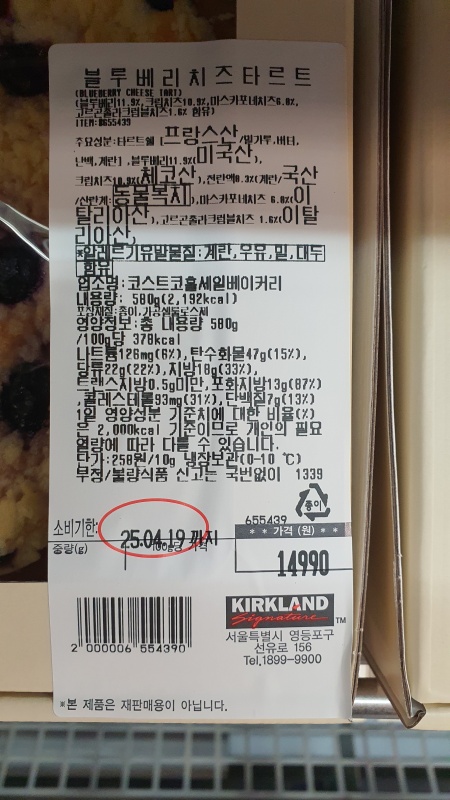 블루베리치즈타르트
(BLUEBERRY CHEESE TART)
(블루베리11.9%,크림치즈10.9%,마스카포네치즈6.8%,
고르곤졸라크림블치즈1.6% 함유)
ITEM:0655439
주요성분:타르트쉘 [프랑스산/밀가루,버터,
난백,계란],블루베리11.9%(미국산),
크림치즈10.9%(체코산),전란액8.3%(계란/국산
/산란계:동물복지),마스카포네치즈 6.8%(이
탈리아산),고르곤졸라크림블치즈 1.6%(이탈
리아산)
*알레르기유발물질:계란,우유,밀,대두
함유
업소명:코스트코홀세일베이커리
내용량: 580g(2,192kcal)
포장재질:종이,가공셀룰로스제
영양정보:총 내용량 580g
/100g당 378kcal
나트륨126mg(6%),탄수화물47g(15%),
당류22g(22%),지방18g(33%),
트랜스지방0.5g미만,포화지방13g(87%)
,콜레스테롤93mg(31%),단백질7g(13%)
1일 영양성분 기준치에 대한 비율(%)
은 2,000kcal 기준이므로 개인의 필요
열량에 따라 다를 수 있습니다.
단가:258원/10g 냉장보관(0-10 ℃)
부정/불량식품 신고는 국번없이 1339
종이
소비기한: 25.04.19 까지
655439
중량(g) 100g당 가격
* * 가격 (원) * *
14990
2 000006 554390
KIRKLAND
Signature™
서울특별시 영등포구
선유로 156
Tel,1899-9900
※본 제품은 재판매용이 아닙니다.